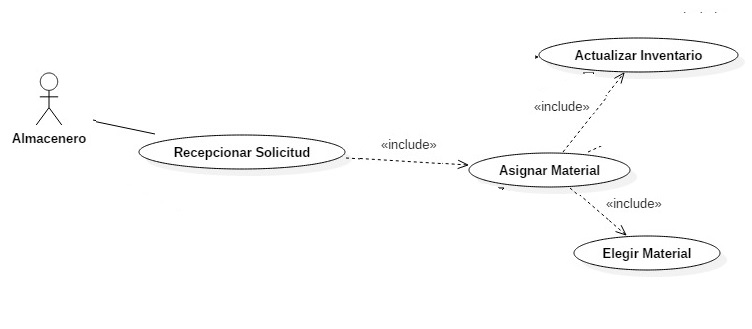 Actualizar Inventario
«include»
Almacenero
Recepcionar Solicitud
«include»
Asignar Material
«include»
Elegir Material